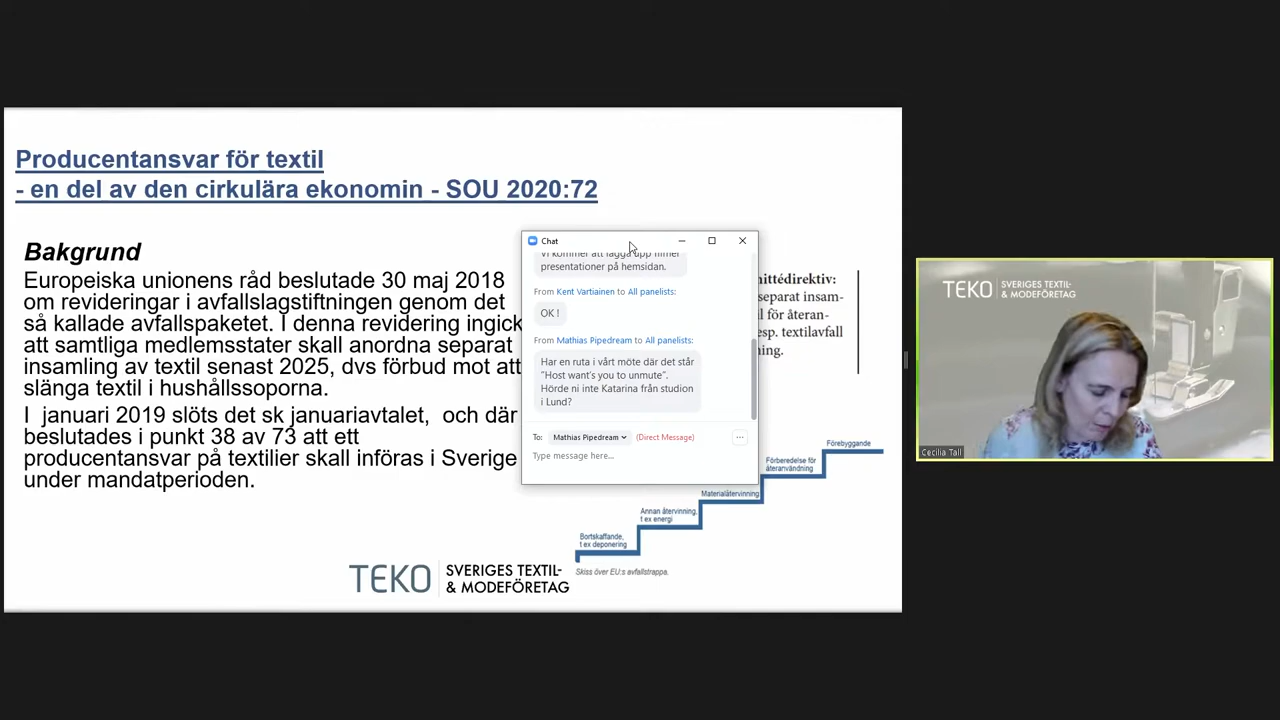 Producentansvar för textil
- en del av den cirkulära ekonomin - SOU 2020:72
Bakgrund
Europeiska unionens råd beslutade 30 maj 2018
om revideringar i avfallslagstiftningen genom det
så kallade avfallspaketet. I denna revidering ingick
att samtliga medlemsstater skall anordna separat
insamling av textil senast 2025, dvs förbud mot att
slänga textil i hushållssoporna.
I januari 2019 slöts det sk januariavtalet, och där
beslutades i punkt 38 av 73 att ett
producentansvar på textilier skall införas i Sverige
under mandatperioden.
Chat
presentationer på hemsidan.
From Kent Vartiainen to All panelists:
OK !
From Mathias Pipedream to All panelists:
Har en ruta i vårt möte där det står
"Host want's you to unmute".
Hörde ni inte Katarina från studion
i Lund?
To: Mathias Pipedream (Direct Message) ...
Type message here...
mittédirektiv:
separat insam-
l för återan-
esp. textilavfall
ning.
Förebyggande
Förberedelse för
återanvändning
Materialåtervinning
Annan återvinning,
t ex energi
Bortskaffande,
t ex deponering
Skiss över EU:s avfallstrappa.
TEKO SVERIGES TEXTIL-
& MODEFÖRETAG
TEKO SVERIGES TEXTIL-
& MODEFÖRETAG
Cecilia Tall